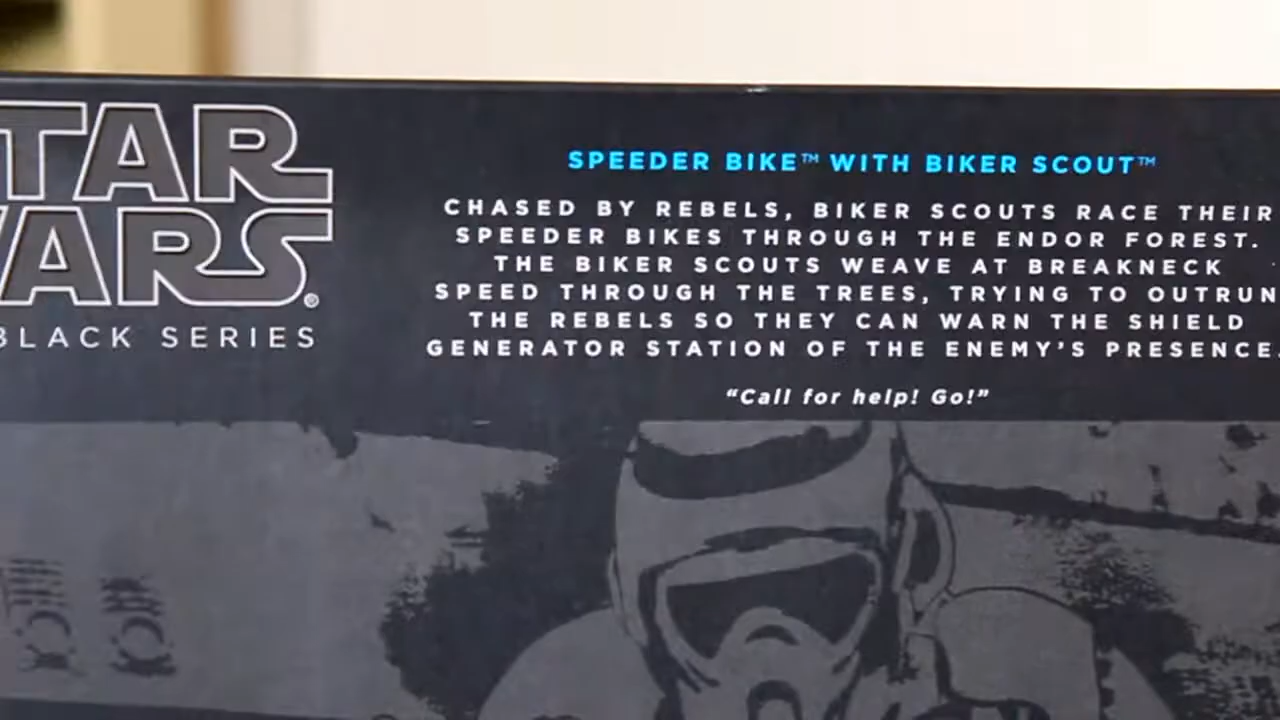 TAR
WARS®
BLACK SERIES
SPEEDER BIKE™ WITH BIKER SCOUT™
CHASED BY REBELS, BIKER SCOUTS RACE THEIR
SPEEDER BIKES THROUGH THE ENDOR FOREST.
THE BIKER SCOUTS WEAVE AT BREAKNECK
SPEED THROUGH THE TREES, TRYING TO OUTRUN
THE REBELS SO THEY CAN WARN THE SHIELD
GENERATOR STATION OF THE ENEMY'S PRESENCE.
“Call for help! Go!”